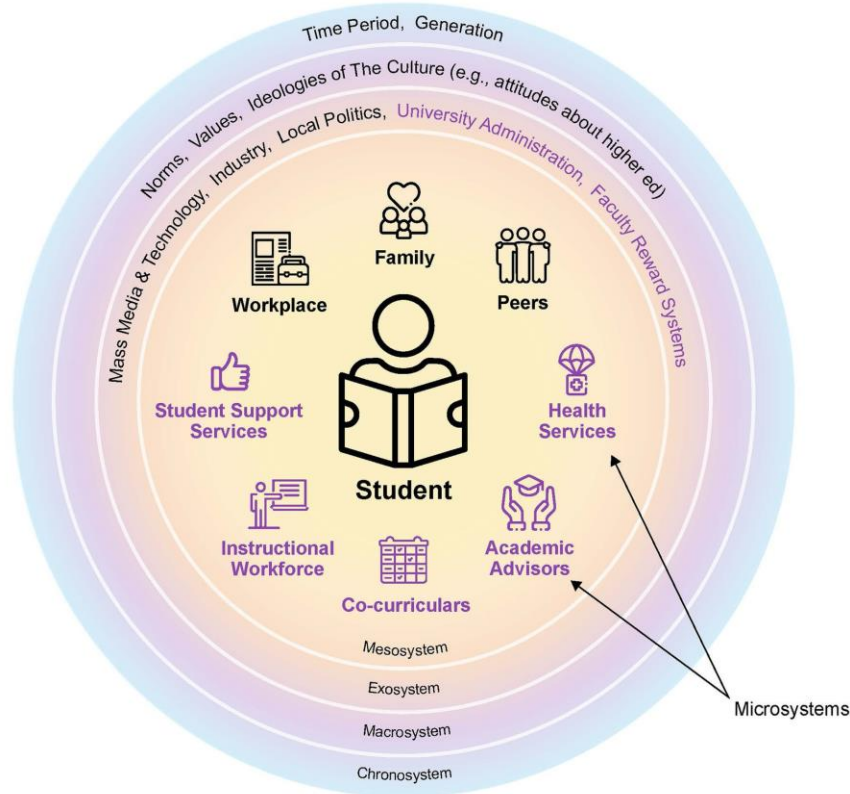 Time Period, Generation
Norms, Values, Ideologies of The Culture (e.g., attitudes about higher ed)
Mass Media & Technology, Industry, Local Politics, University Administration, Faculty Reward Systems
Family
Workplace
Peers
Student Support
Services
Health
Services
Student
Instructional
Workforce
Academic
Advisors
Co-curriculars
Mesosystem
Exosystem
Microsystems
Macrosystem
Chronosystem